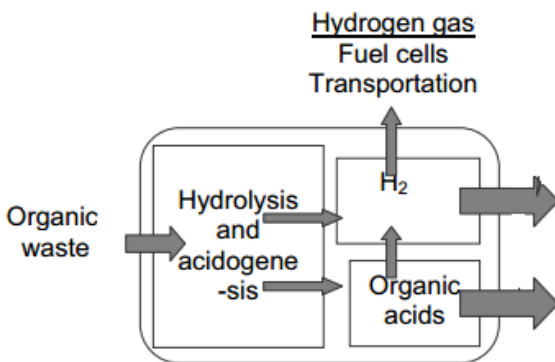 Hydrogen gas
Fuel cells
Transportation
Organic
waste
Hydrolysis
and
acidogene
-sis
H₂
Organic
acids